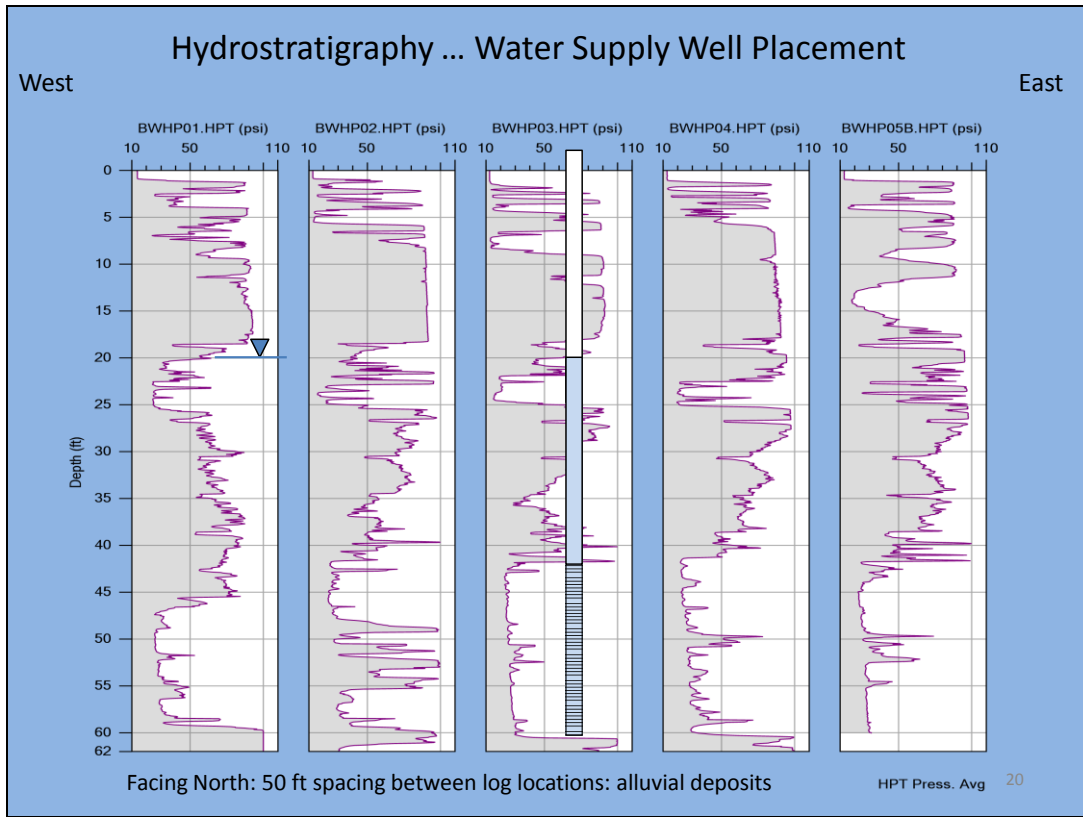 Hydrostratigraphy … Water Supply Well Placement
West
East
BWHP01.HPT (psi)
BWHP02.HPT (psi)
BWHP03.HPT (psi)
BWHP04.HPT (psi)
BWHP05B.HPT (psi)
10 50 110
10 50 110
10 50 110
10 50 110
10 50 110
0
5
10
15
20
25
30
35
40
45
50
55
60
62
Depth (ft)
Facing North: 50 ft spacing between log locations: alluvial deposits
HPT Press. Avg
20